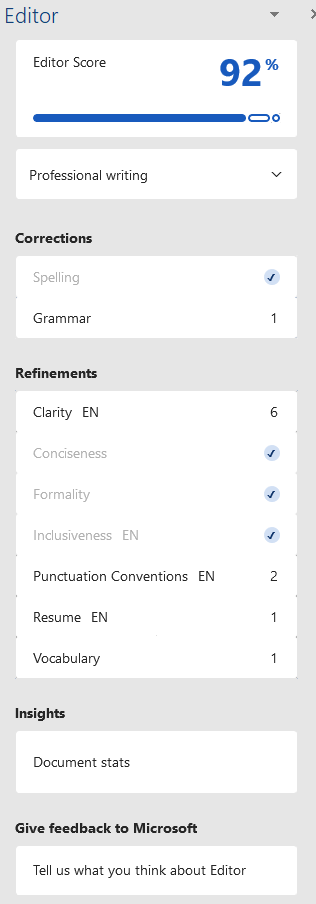 Editor
Editor Score
92%
Professional writing
Corrections
Spelling
Grammar 1
Refinements
Clarity EN 6
Conciseness
Formality
Inclusiveness EN
Punctuation Conventions EN 2
Resume EN 1
Vocabulary 1
Insights
Document stats
Give feedback to Microsoft
Tell us what you think about Editor